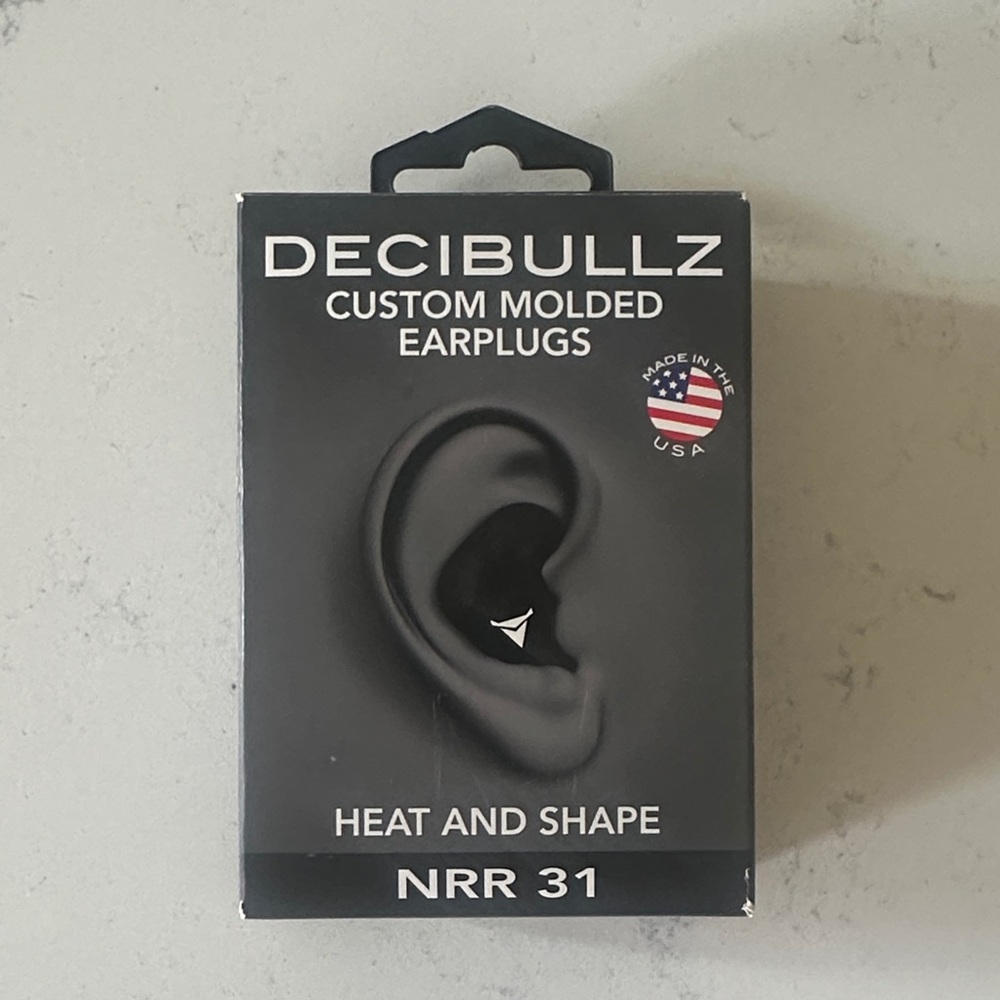 DECIBULLZ
CUSTOM MOLDED
EARPLUGS
MADE IN THE
USA
HEAT AND SHAPE
NRR 31